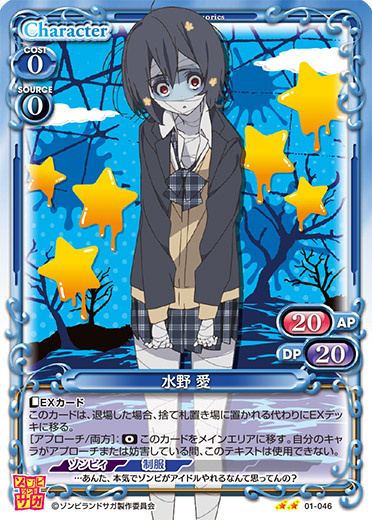 Character
COST
0
SOURCE
0
20 AP
DP 20
水野 愛
EXカード
このカードは、退場した場合、捨て札置き場に置かれる代わりにEXデッ
キに移る。
[アプローチ/両方]： このカードをメインエリアに移す。自分のキャ
ラがアプローチまたは妨害している間、このテキストは使用できない。
ゾンビィ 制服
…あんた、本気でゾンビがアイドルやれるなんて思ってんの?
ゾンビランドサガ
©ゾンビランドサガ製作委員会 01-046